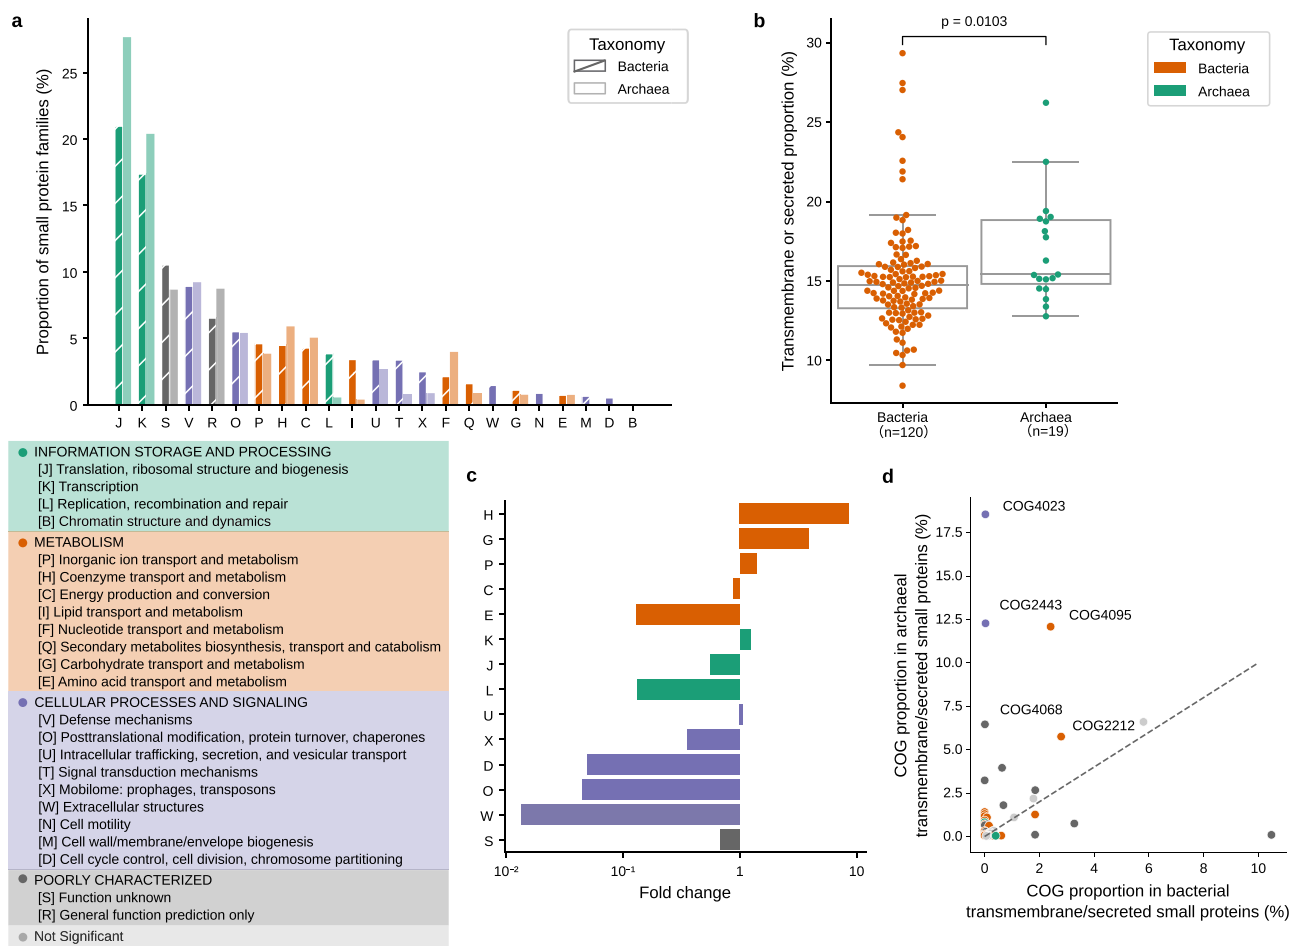 a
Proportion of small protein families (%)
25
20
15
10
5
0
J K S V R O P H C L I U T X F Q W G N E M D B
Taxonomy
Bacteria
Archaea
b
Transmembrane or secreted proportion (%)
p = 0.0103
30
25
20
15
10
Bacteria
(n=120)
Archaea
(n=19)
Taxonomy
Bacteria
Archaea
INFORMATION STORAGE AND PROCESSING
[J] Translation, ribosomal structure and biogenesis
[K] Transcription
[L] Replication, recombination and repair
[B] Chromatin structure and dynamics
METABOLISM
[P] Inorganic ion transport and metabolism
[H] Coenzyme transport and metabolism
[C] Energy production and conversion
[I] Lipid transport and metabolism
[F] Nucleotide transport and metabolism
[Q] Secondary metabolites biosynthesis, transport and catabolism
[G] Carbohydrate transport and metabolism
[E] Amino acid transport and metabolism
CELLULAR PROCESSES AND SIGNALING
[V] Defense mechanisms
[O] Posttranslational modification, protein turnover, chaperones
[U] Intracellular trafficking, secretion, and vesicular transport
[T] Signal transduction mechanisms
[X] Mobilome: prophages, transposons
[W] Extracellular structures
[N] Cell motility
[M] Cell wall/membrane/envelope biogenesis
[D] Cell cycle control, cell division, chromosome partitioning
POORLY CHARACTERIZED
[S] Function unknown
[R] General function prediction only
Not Significant
c
H
G
P
C
E
K
J
L
U
X
D
O
W
S
10⁻² 10⁻¹ 1 10
Fold change
d
COG proportion in archaeal
transmembrane/secreted small proteins (%)
17.5
15.0
12.5
10.0
7.5
5.0
2.5
0.0
COG4023
COG2443
COG4095
COG4068
COG2212
0 2 4 6 8 10
COG proportion in bacterial
transmembrane/secreted small proteins (%)